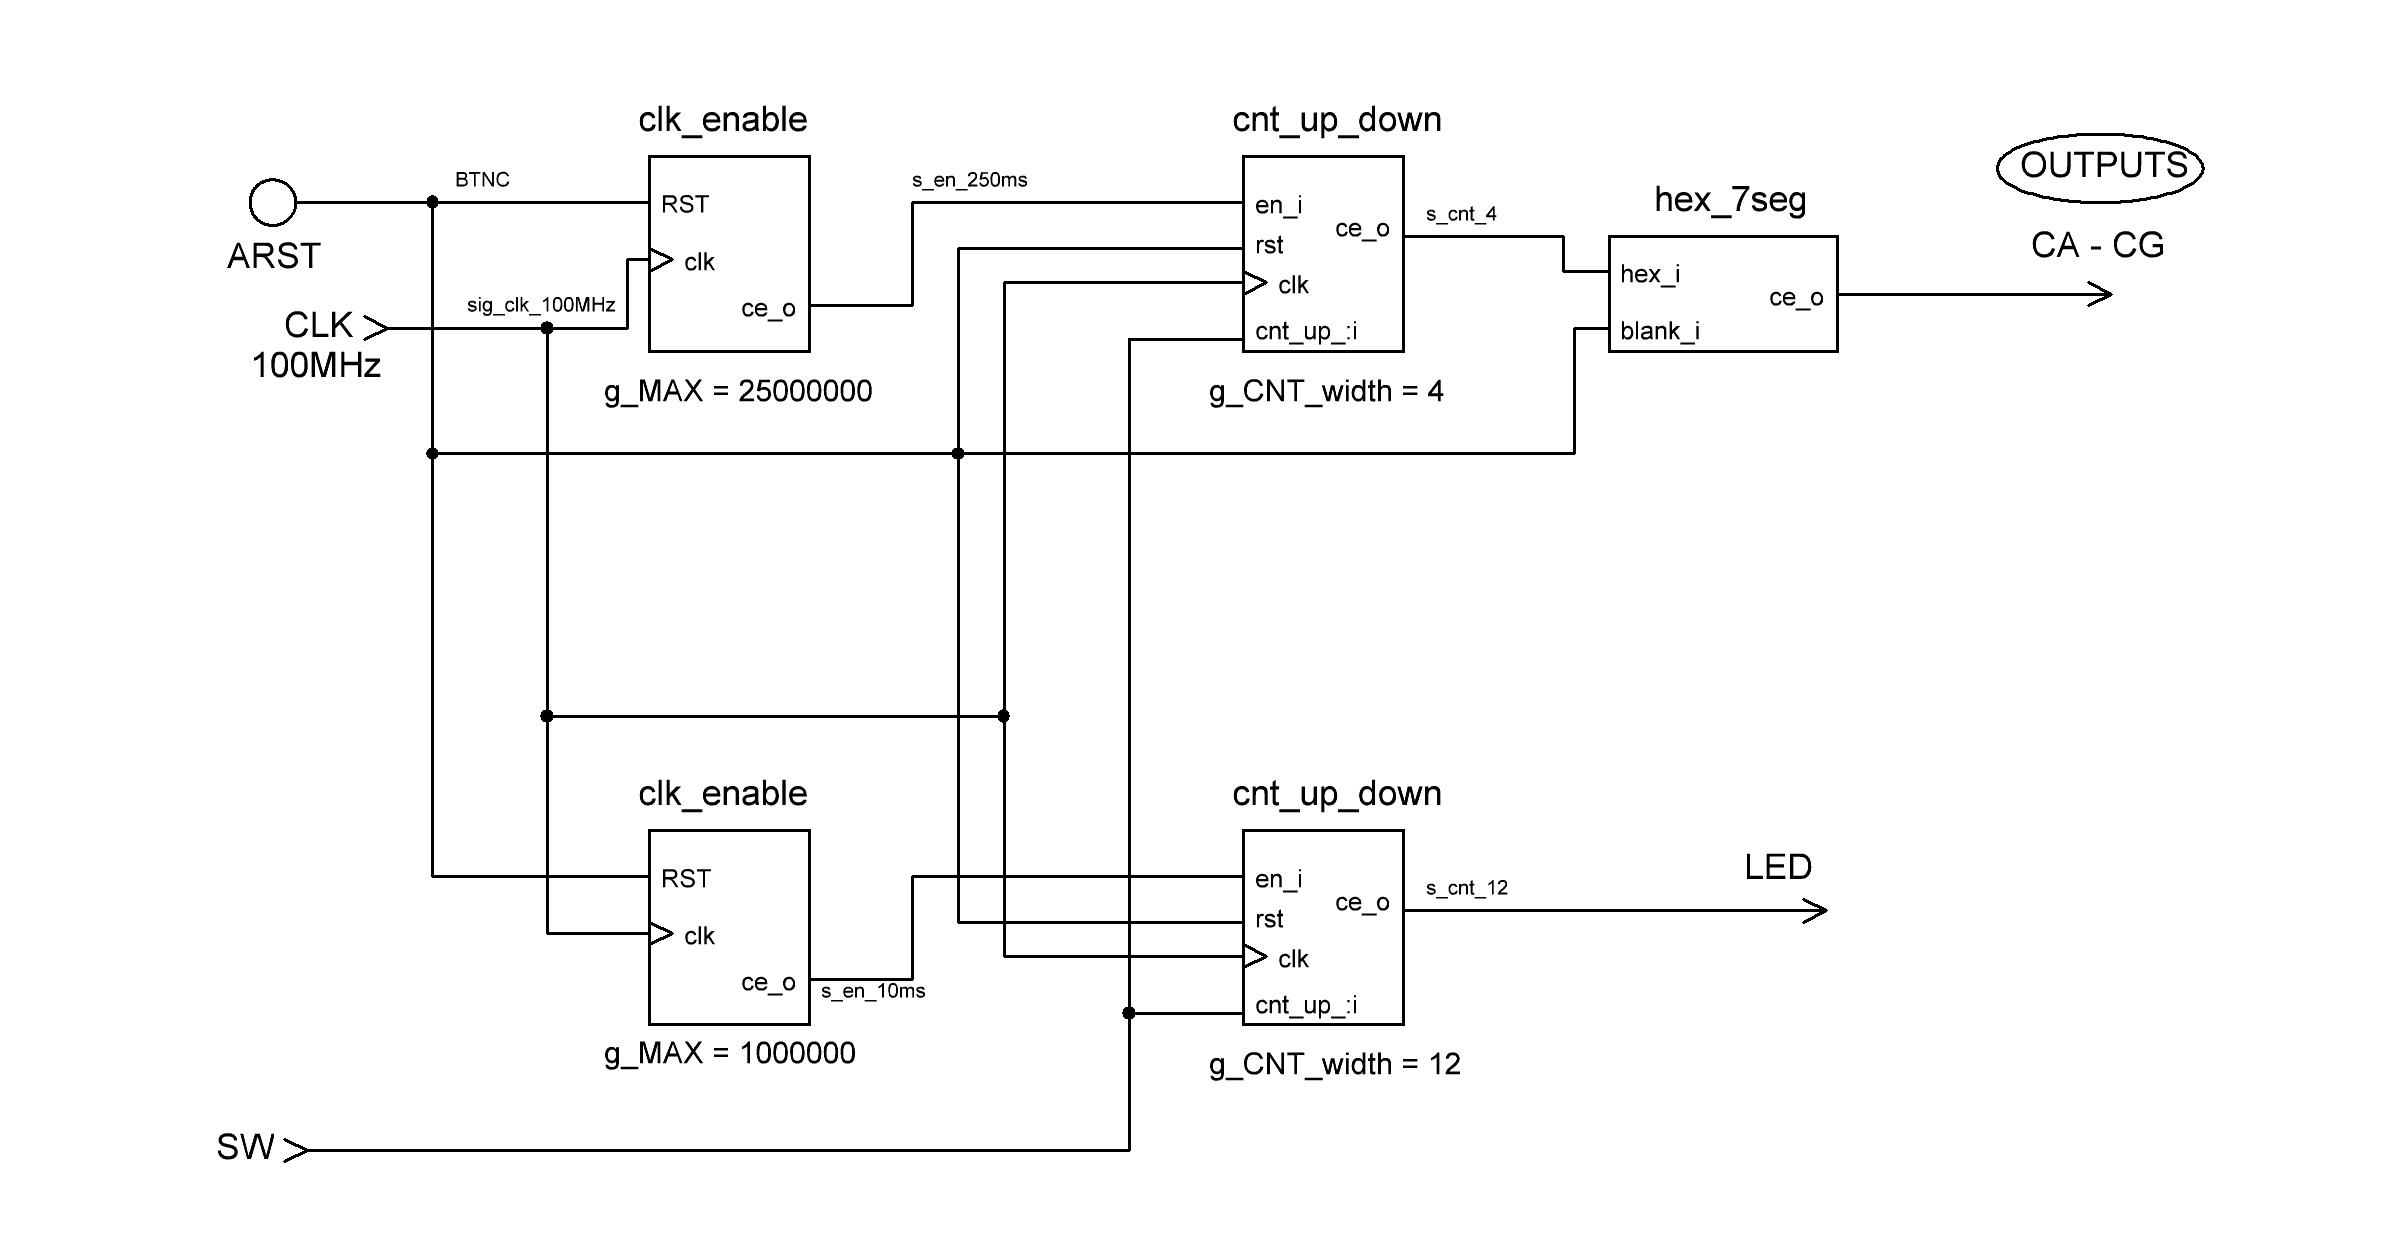 clk_enable
cnt_up_down
OUTPUTS
BTNC
s_en_250ms
hex_7seg
RST
en_i
s_cnt_4
ce_o
CA - CG
ARST
rst
clk
clk
hex_i
sig_clk_100MHz
ce_o
ce_o
CLK
100MHz
cnt_up_:i
blank_i
g_MAX = 25000000
g_CNT_width = 4
clk_enable
cnt_up_down
LED
RST
en_i
s_cnt_12
ce_o
rst
clk
clk
ce_o
s_en_10ms
cnt_up_:i
g_MAX = 1000000
g_CNT_width = 12
SW